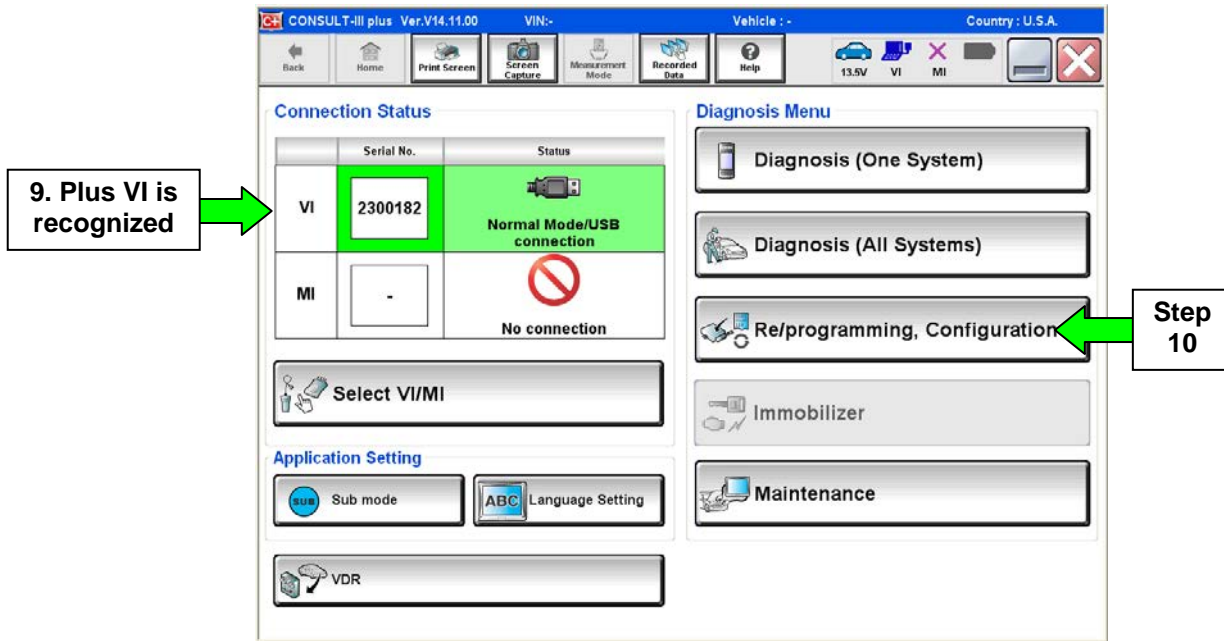 CONSULT-III plus Ver.V14.11.00 VIN:- Vehicle : - Country : U.S.A.
Back
Home
Print Screen
Screen
Capture
Measurement
Mode
Recorded
Data
Help
13.5V VI MI
Connection Status
Serial No. Status
VI
2300182
Normal Mode/USB
connection
MI
-
No connection
Select VI/MI
Application Setting
SUB
Sub mode
ABC
Language Setting
VDR
Diagnosis Menu
Diagnosis (One System)
Diagnosis (All Systems)
Re/programming, Configuration
Immobilizer
Maintenance
9. Plus VI is
recognized
Step
10